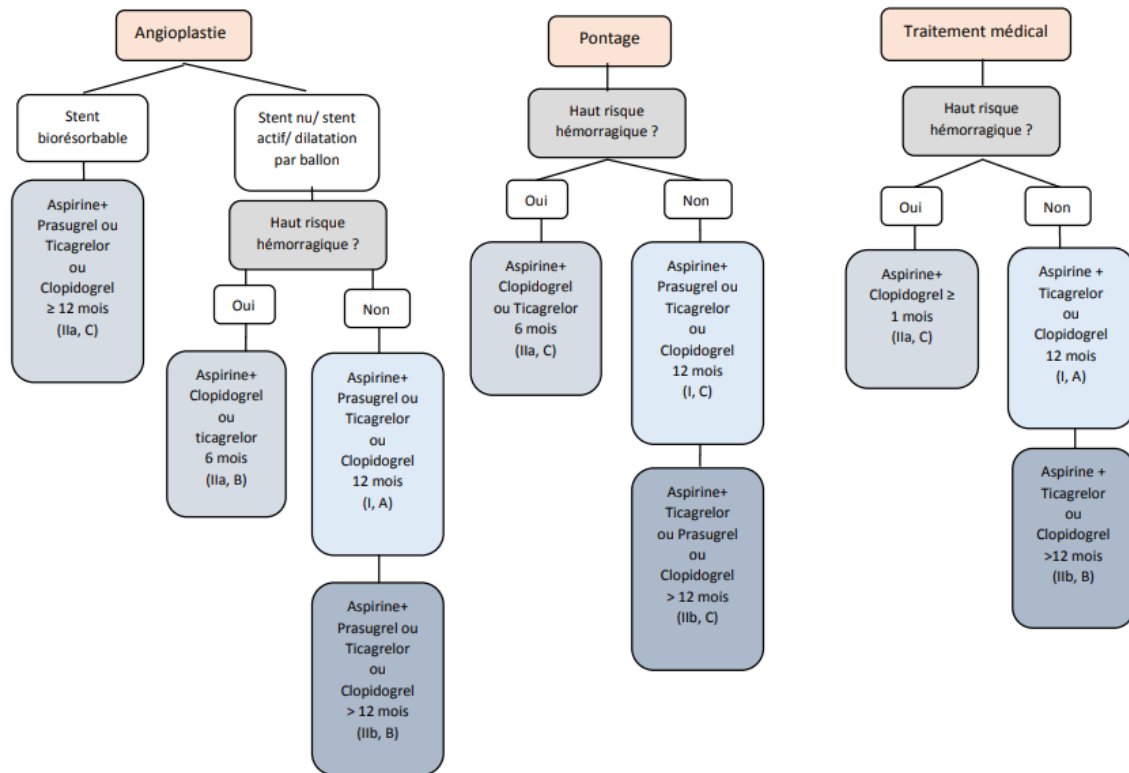 Angioplastie
Stent
biorésorbable
Aspirine+
Prasugrel ou
Ticagrelor
ou
Clopidogrel
≥ 12 mois
(IIa, C)
Stent nu/ stent
actif/ dilatation
par ballon
Haut risque
hémorragique ?
Oui
Aspirine+
Clopidogrel
ou
ticagrelor
6 mois
(IIa, B)
Non
Aspirine+
Prasugrel ou
Ticagrelor
ou
Clopidogrel
12 mois
(I, A)
Aspirine+
Prasugrel ou
Ticagrelor
ou
Clopidogrel
> 12 mois
(IIb, B)
Pontage
Haut risque
hémorragique ?
Oui
Aspirine+
Clopidogrel
ou Ticagrelor
6 mois
(IIa, C)
Non
Aspirine+
Prasugrel ou
Ticagrelor
ou
Clopidogrel
12 mois
(I, C)
Aspirine+
Ticagrelor
ou Prasugrel
ou
Clopidogrel
> 12 mois
(IIb, C)
Traitement médical
Haut risque
hémorragique ?
Oui
Aspirine+
Clopidogrel ≥
1 mois
(IIa, C)
Non
Aspirine +
Ticagrelor
ou
Clopidogrel
12 mois
(I, A)
Aspirine +
Ticagrelor
ou
Clopidogrel
>12 mois
(IIb, B)